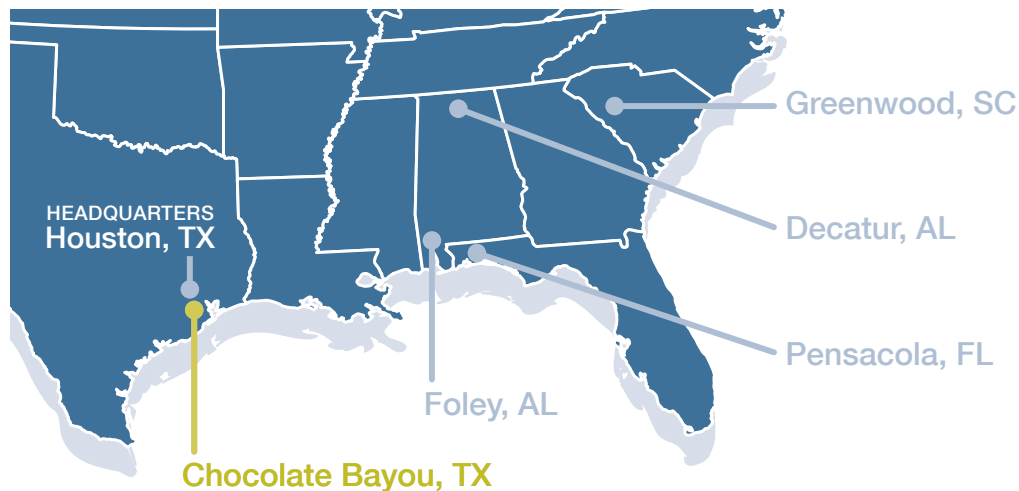 Greenwood, SC
HEADQUARTERS
Houston, TX
Decatur, AL
Pensacola, FL
Foley, AL
Chocolate Bayou, TX